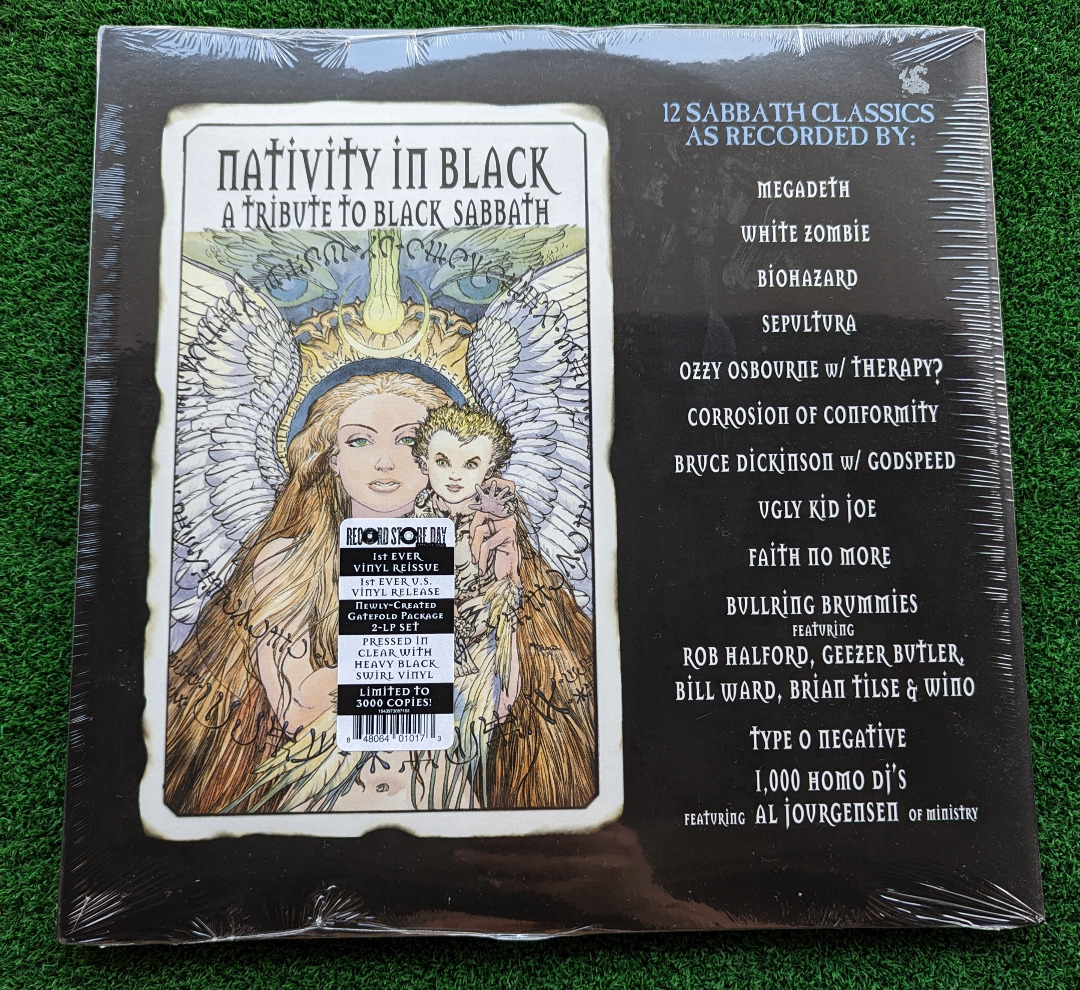 NATIVITY IN BLACK
A TRIBUTE TO BLACK SABBATH
RECORD STORE DAY
1st EVER
VINYL REISSUE
1st EVER U.S.
VINYL RELEASE
Newly-Created
Gatefold Package
2-LP SET
PRESSED IN
CLEAR WITH
HEAVY BLACK
SWIRL VINYL
LIMITED TO
3000 COPIES!
8 48064 01017 3
12 SABBATH CLASSICS
AS RECORDED BY:
MEGADETH
WHITE ZOMBIE
BIOHAZARD
SEPULTURA
OZZY OSBOURNE w/ THERAPY?
CORROSION OF CONFORMITY
BRUCE DICKINSON w/ GODSPEED
UGLY KID JOE
FAITH NO MORE
BULLRING BRUMMIES
FEATURING
ROB HALFORD, GEEZER BUTLER,
BILL WARD, BRIAN TILSE & WINO
TYPE O NEGATIVE
1,000 HOMO DJ'S
FEATURING AL JOURGENSEN OF MINISTRY